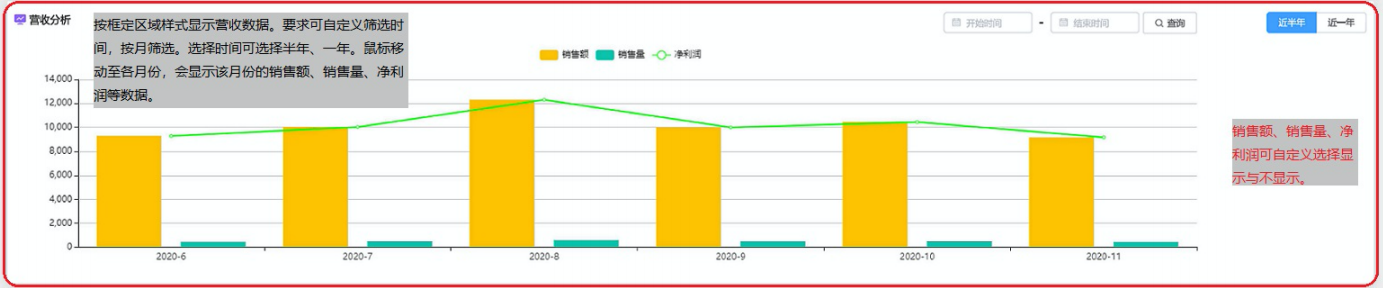 营收分析
按框定区域样式显示营收数据。要求可自定义筛选时
间，按月筛选。选择时间可选择半年、一年。鼠标移
动至各月份，会显示该月份的销售额、销售量、净利
润等数据。
开始时间 - 结束时间 查询 近半年 近一年
销售额 销售量 净利润
14,000
12,000
10,000
8,000
6,000
4,000
2,000
0
2020-6 2020-7 2020-8 2020-9 2020-10 2020-11
销售额、销售量、净
利润可自定义选择显
示与不显示。